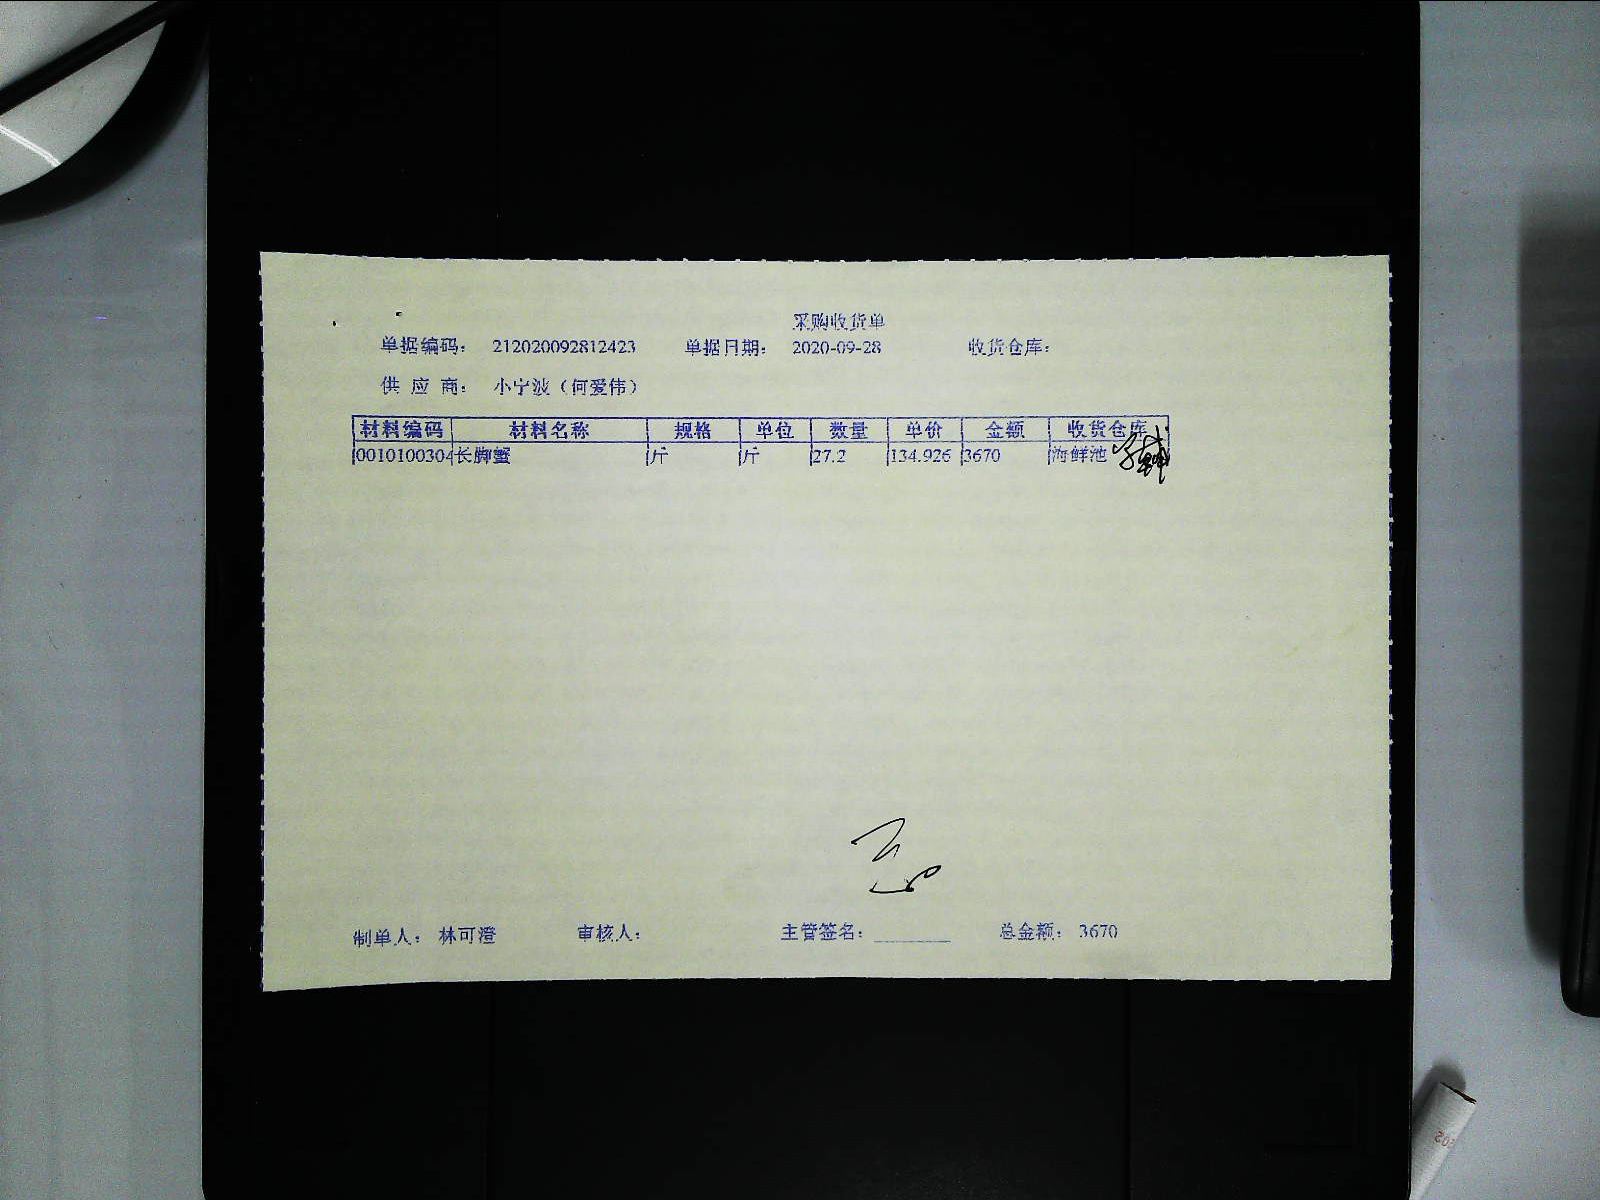 采购收货单
单据编码： 212020092812423 单据日期： 2020-09-28 收货仓库：
供 应 商： 小宁波（何爱伟）
材料编码 材料名称 规格 单位 数量 单价 金额 收货仓库
0010100304 长脚蟹 斤 斤 27.2 134.926 3670 海鲜池
制单人： 林可澄 审核人： 主管签名： 总金额： 3670